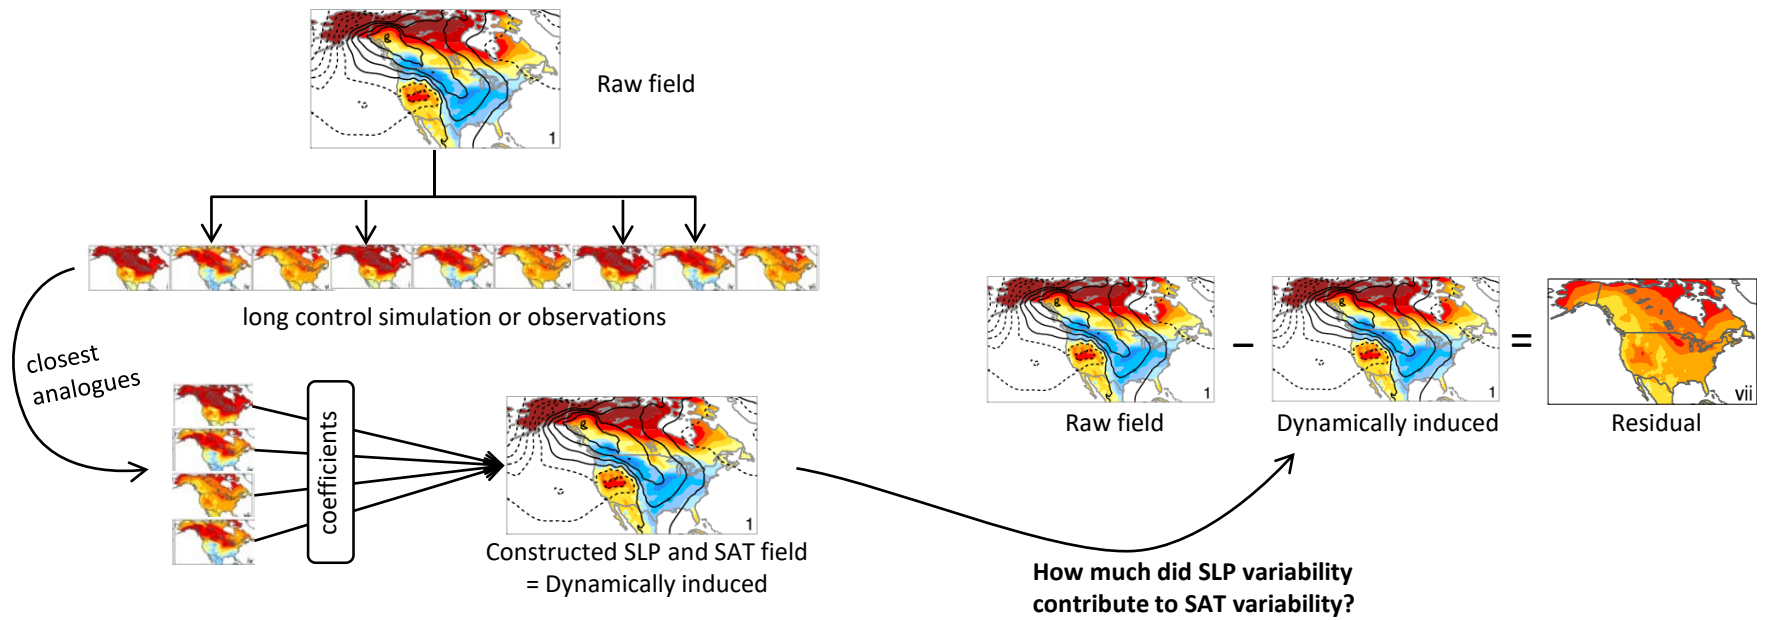 1
Raw field
long control simulation or observations
closest
analogues
coefficients
1
Constructed SLP and SAT field
= Dynamically induced
1
–
1
=
vii
Raw field
Dynamically induced
Residual
How much did SLP variability
contribute to SAT variability?